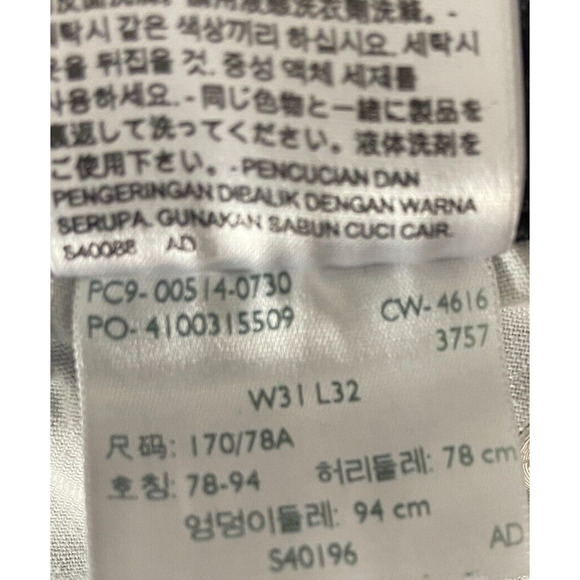 세탁시 같은 색상끼리 하십시오. 세탁시
옷을 뒤집을 것. 중성 액체 세제를
사용하세요. - 同じ色物と一緒に製品を
裏返して洗ってください。液体洗剤を
ご使用下さい。-PENCUCIAN DAN
PENGERINGAN DIBALIK DENGAN WARNA
SERUPA. GUNAKAN SABUN CUCI CAIR.
S40088 AD
PC9-00514-0730
PO-4100315509 CW-4616
3757
W31 L32
尺码: 170/78A
호칭: 78-94 허리둘레: 78 cm
엉덩이둘레: 94 cm
S40196 AD